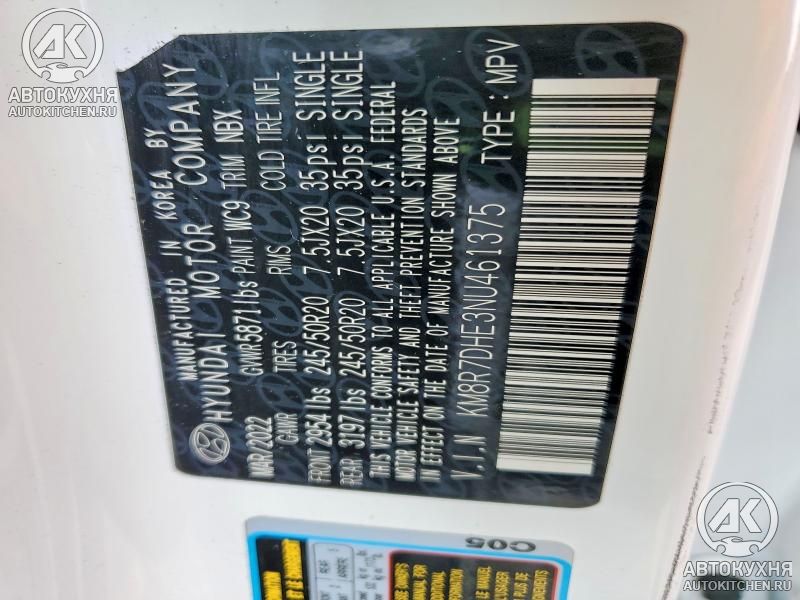 MANUFACTURED IN KOREA BY
HYUNDAI MOTOR COMPANY
MAR/2022 GVWR 5871 lbs PAINT WC9 TRIM NBX
GAWR TIRES RIMS COLD TIRE INFL
FRONT 2954 lbs 245/50R20 7.5JX20 35psi SINGLE
REAR 3197 lbs 245/50R20 7.5JX20 35psi SINGLE
THIS VEHICLE CONFORMS TO ALL APPLICABLE U.S.A. FEDERAL
MOTOR VEHICLE SAFETY AND THEFT PREVENTION STANDARDS
IN EFFECT ON THE DATE OF MANUFACTURE SHOWN ABOVE
V.I.N KM8R7DHE3NU461375 TYPE : MPV
C05
AK
АВТОКУХНЯ
AUTOKITCHEN.RU
AK
АВТОКУХНЯ
AUTOKITCHEN.RU